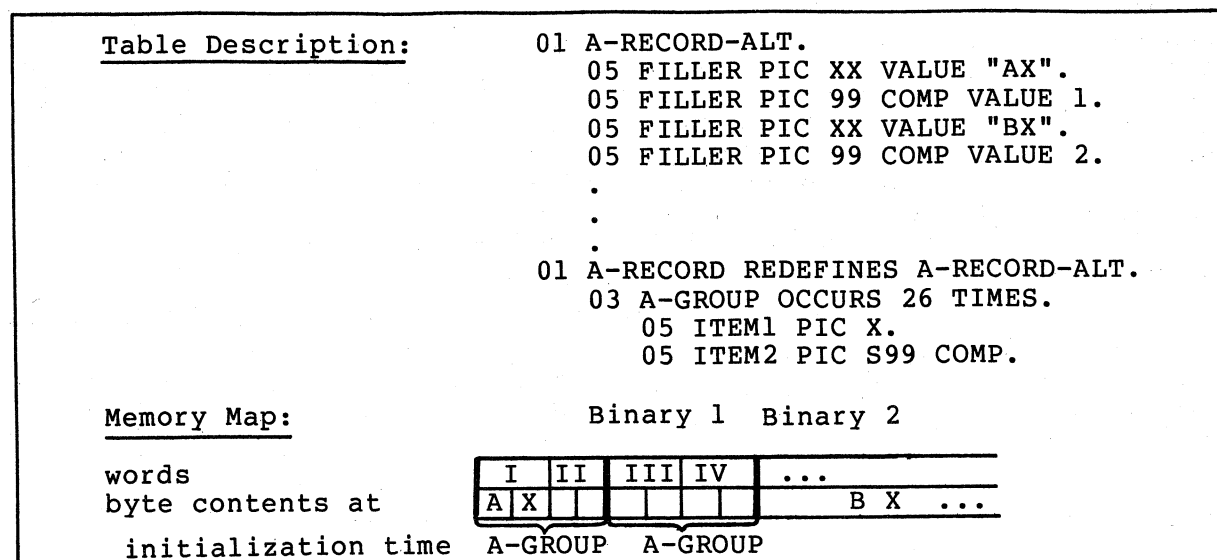 Table Description: 01 A-RECORD-ALT.
05 FILLER PIC XX VALUE "AX".
05 FILLER PIC 99 COMP VALUE 1.
05 FILLER PIC XX VALUE "BX".
05 FILLER PIC 99 COMP VALUE 2.
.
.
.
01 A-RECORD REDEFINES A-RECORD-ALT.
03 A-GROUP OCCURS 26 TIMES.
05 ITEM1 PIC X.
05 ITEM2 PIC S99 COMP.
Memory Map: Binary 1 Binary 2
words I II III IV ...
byte contents at A X B X ...
initialization time A-GROUP A-GROUP